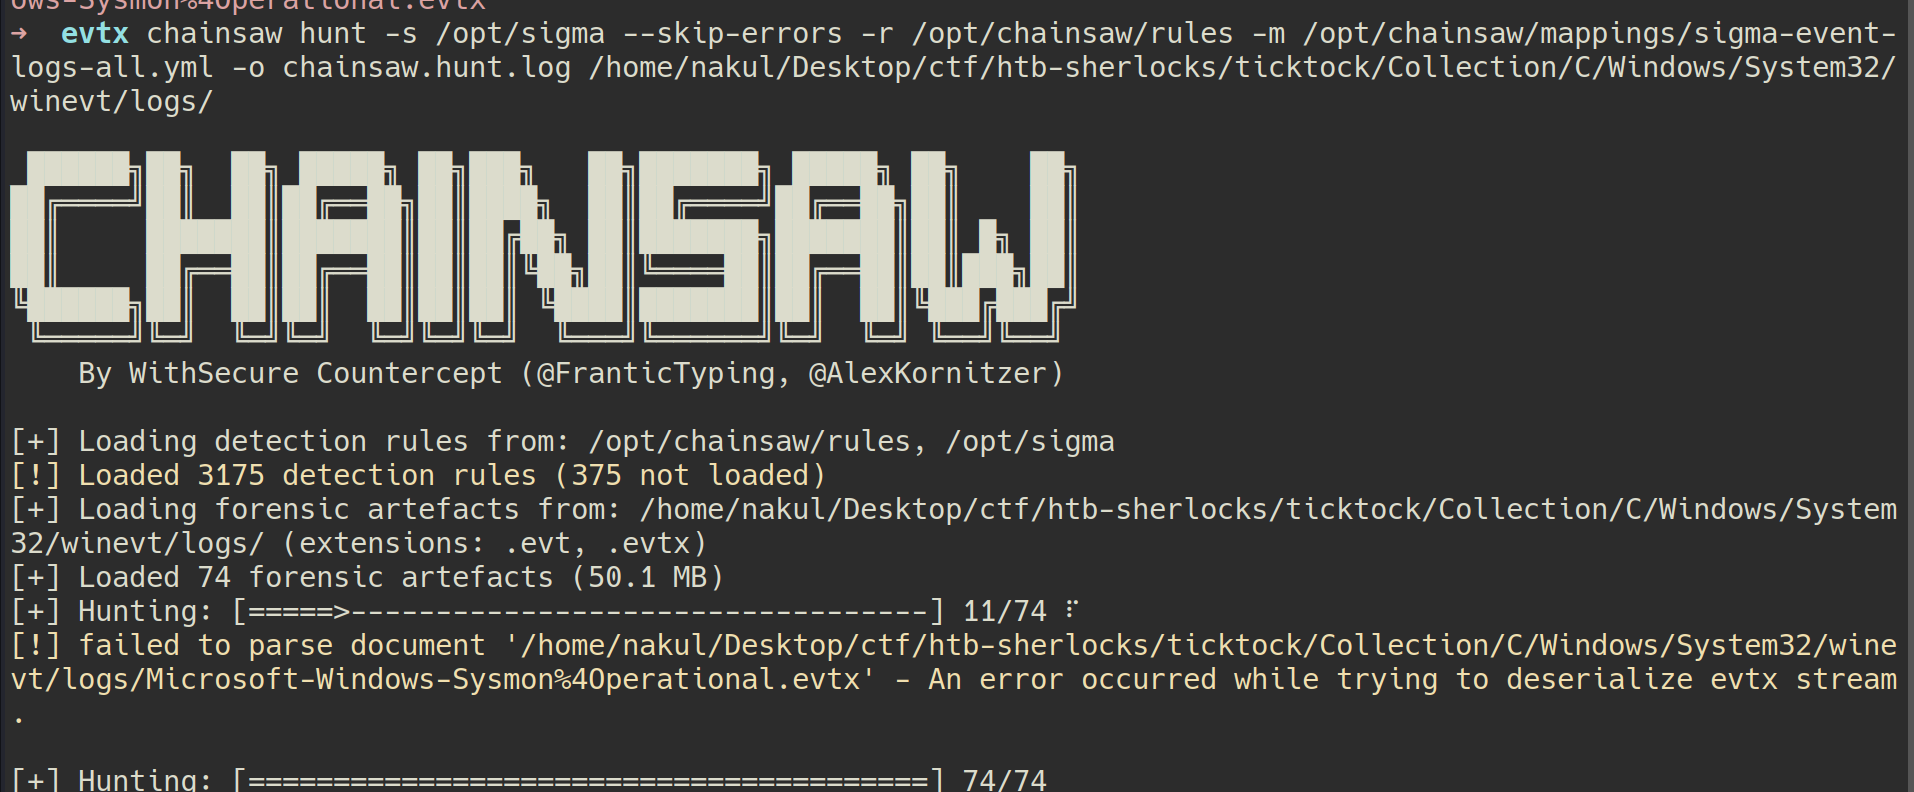 ows-Sysmon%4Operational.evtx
➜  evtx chainsaw hunt -s /opt/sigma --skip-errors -r /opt/chainsaw/rules -m /opt/chainsaw/mappings/sigma-event-
logs-all.yml -o chainsaw.hunt.log /home/nakul/Desktop/ctf/htb-sherlocks/ticktock/Collection/C/Windows/System32/
winevt/logs/
CHAINSAW
By WithSecure Countercept (@FranticTyping, @AlexKornitzer)
[+] Loading detection rules from: /opt/chainsaw/rules, /opt/sigma
[!] Loaded 3175 detection rules (375 not loaded)
[+] Loading forensic artefacts from: /home/nakul/Desktop/ctf/htb-sherlocks/ticktock/Collection/C/Windows/System
32/winevt/logs/ (extensions: .evt, .evtx)
[+] Loaded 74 forensic artefacts (50.1 MB)
[+] Hunting: [=====>----------------------------------] 11/74 ⠏
[!] failed to parse document '/home/nakul/Desktop/ctf/htb-sherlocks/ticktock/Collection/C/Windows/System32/wine
vt/logs/Microsoft-Windows-Sysmon%4Operational.evtx' - An error occurred while trying to deserialize evtx stream
.
[+] Hunting: [========================================] 74/74